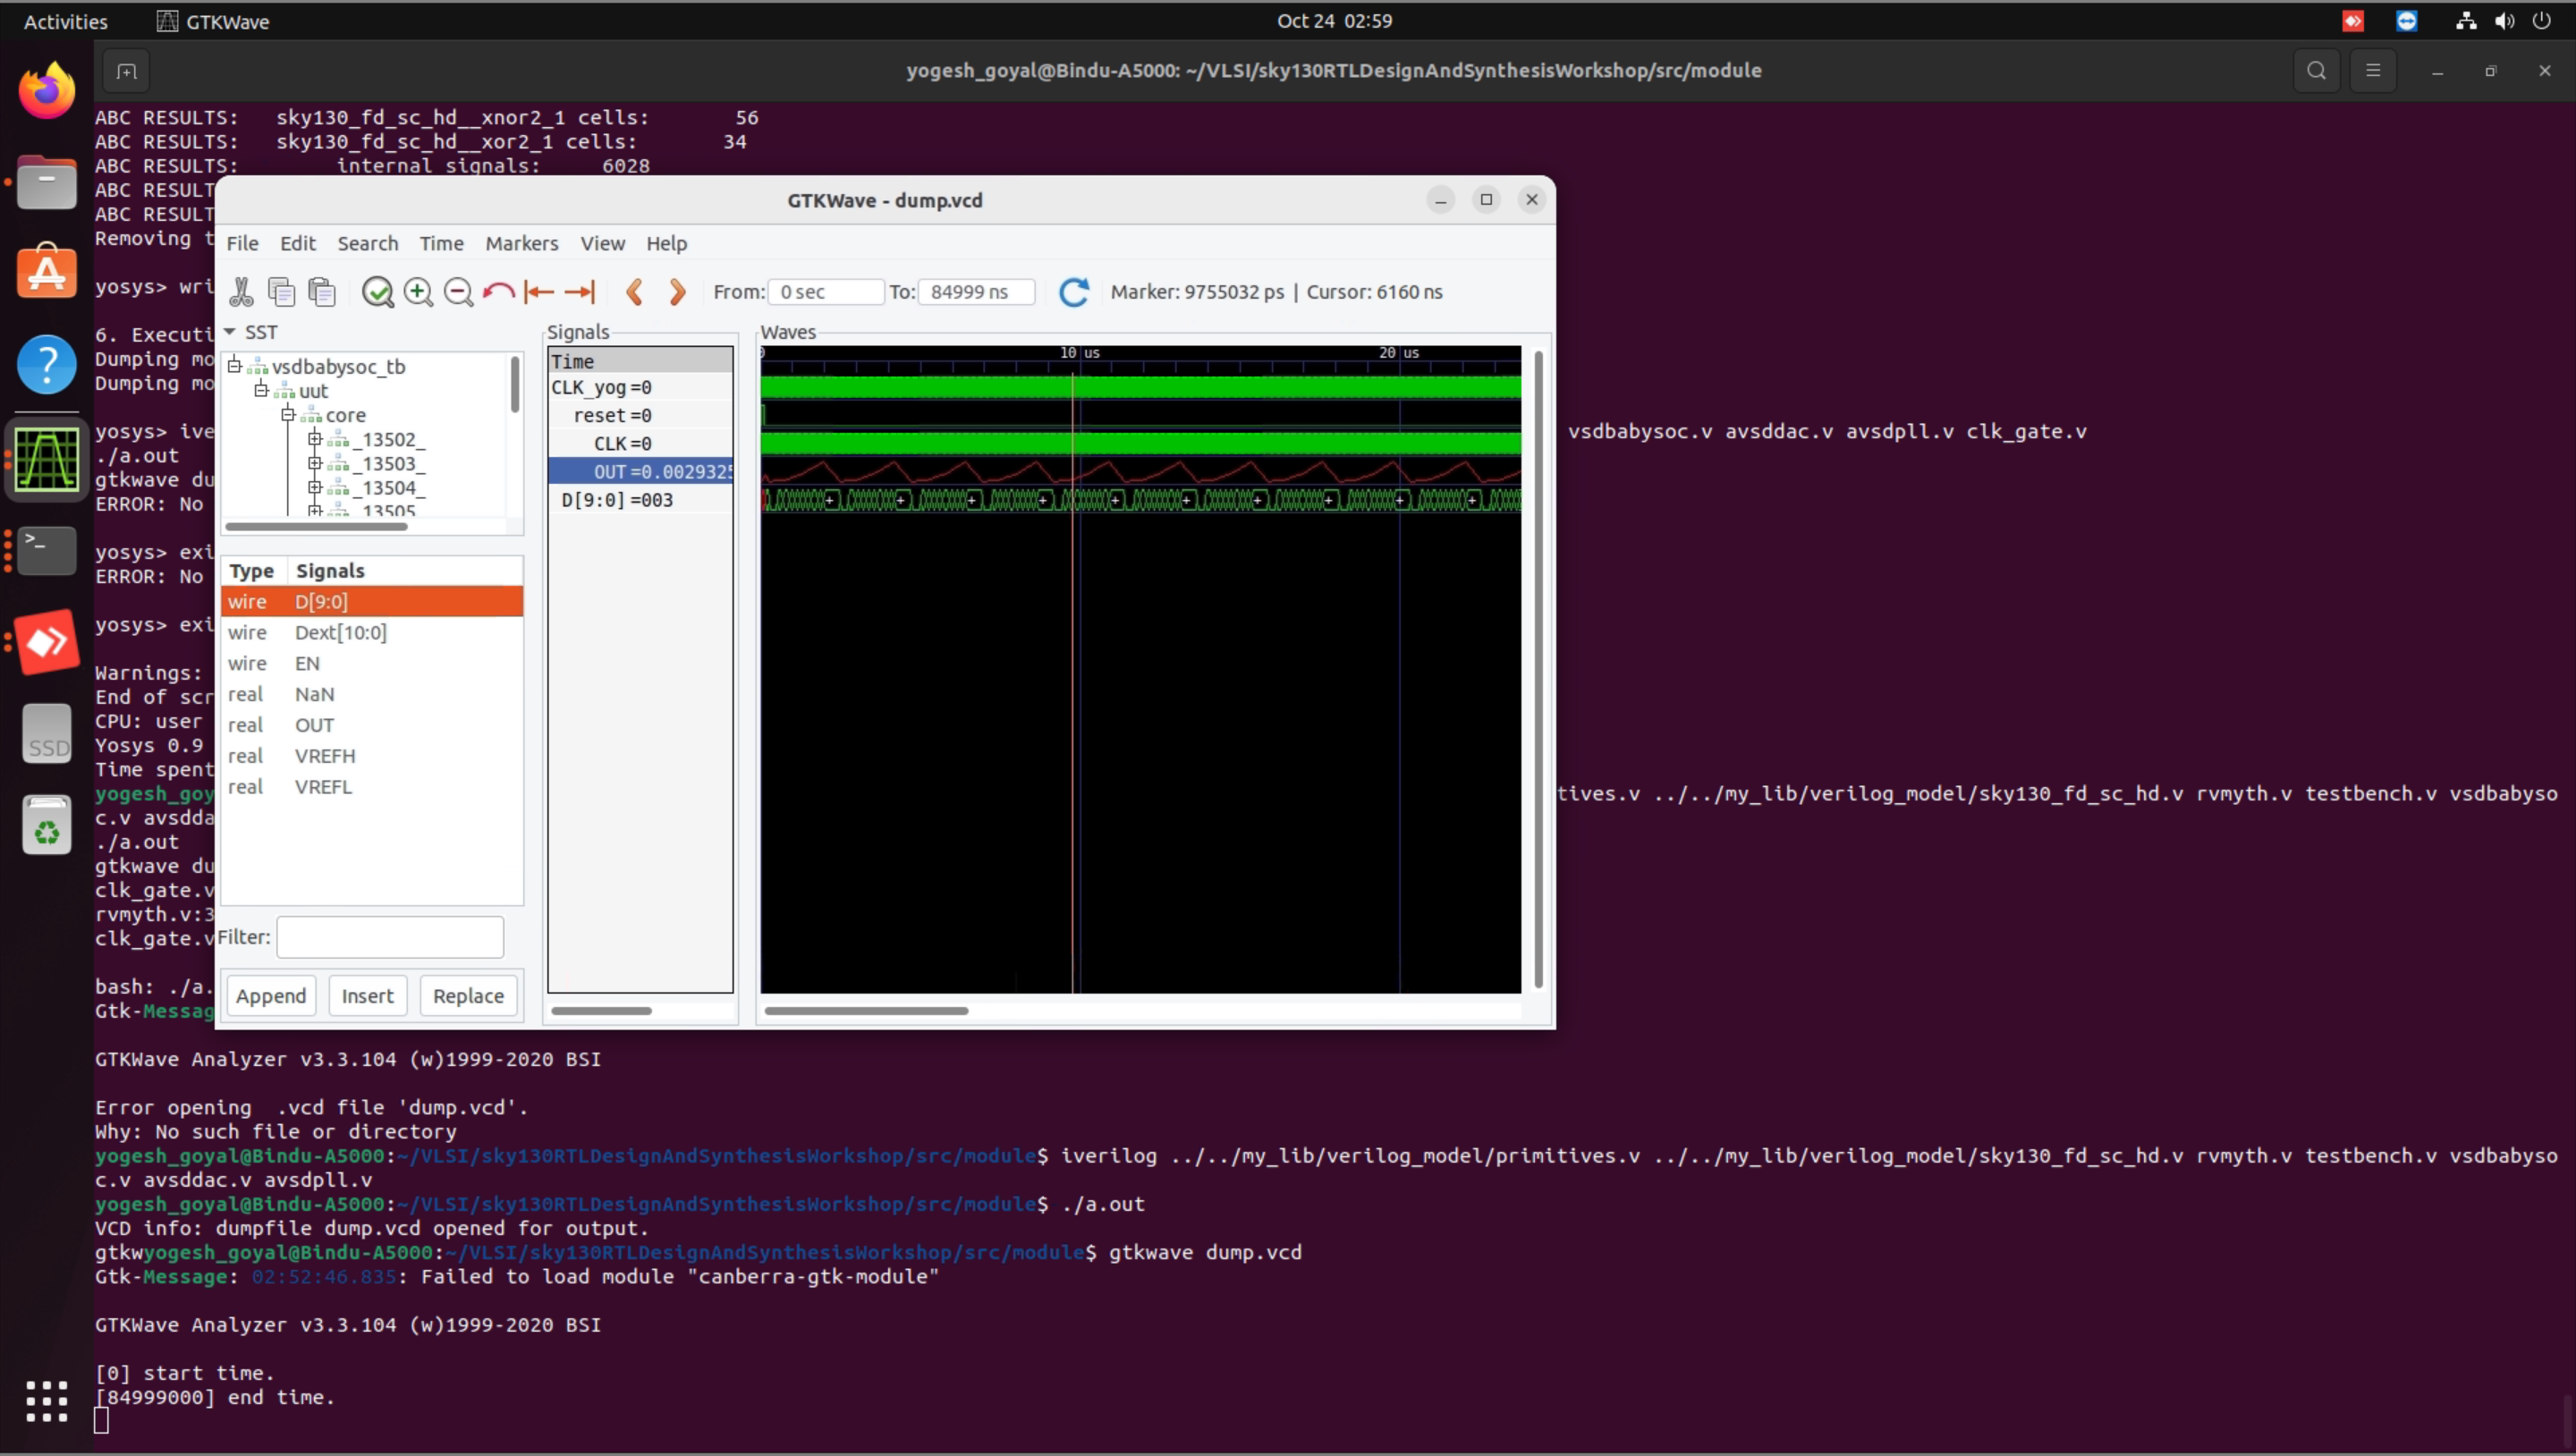 Activities GTKWave Oct 24 02:59
yogesh_goyal@Bindu-A5000: ~/VLSI/sky130RTLDesignAndSynthesisWorkshop/src/module
ABC RESULTS: sky130_fd_sc_hd__xnor2_1 cells: 56
ABC RESULTS: sky130_fd_sc_hd__xor2_1 cells: 34
ABC RESULTS: internal signals: 6028
ABC RESULT
ABC RESULT
Removing t
yosys> wri
6. Executi
Dumping mo
Dumping mo
yosys> ive
vsdbabysoc.v avsddac.v avsdpll.v clk_gate.v
./a.out
gtkwave du
ERROR: No
yosys> exi
ERROR: No
yosys> exi
Warnings:
End of scr
CPU: user
Yosys 0.9
Time spent
yogesh_goy
tives.v ../../my_lib/verilog_model/sky130_fd_sc_hd.v rvmyth.v testbench.v vsdbabyso
c.v avsdda
./a.out
gtkwave du
clk_gate.v
rvmyth.v:3
clk_gate.v
bash: ./a.
Gtk-Messag
GTKWave - dump.vcd
File Edit Search Time Markers View Help
From: 0 sec To: 84999 ns Marker: 9755032 ps | Cursor: 6160 ns
SST
vsdbabysoc_tb
uut
core
_13502_
_13503_
_13504_
_13505_
Type Signals
wire D[9:0]
wire Dext[10:0]
wire EN
real NaN
real OUT
real VREFH
real VREFL
Filter:
Append Insert Replace
Signals
Time
CLK_yog=0
reset=0
CLK=0
OUT=0.0029325
D[9:0]=003
Waves
0 10 us 20 us
+ + + + + + + + + +
GTKWave Analyzer v3.3.104 (w)1999-2020 BSI
Error opening .vcd file 'dump.vcd'.
Why: No such file or directory
yogesh_goyal@Bindu-A5000:~/VLSI/sky130RTLDesignAndSynthesisWorkshop/src/module$ iverilog ../../my_lib/verilog_model/primitives.v ../../my_lib/verilog_model/sky130_fd_sc_hd.v rvmyth.v testbench.v vsdbabyso
c.v avsddac.v avsdpll.v
yogesh_goyal@Bindu-A5000:~/VLSI/sky130RTLDesignAndSynthesisWorkshop/src/module$ ./a.out
VCD info: dumpfile dump.vcd opened for output.
gtkwyogesh_goyal@Bindu-A5000:~/VLSI/sky130RTLDesignAndSynthesisWorkshop/src/module$ gtkwave dump.vcd
Gtk-Message: 02:52:46.835: Failed to load module "canberra-gtk-module"
GTKWave Analyzer v3.3.104 (w)1999-2020 BSI
[0] start time.
[84999000] end time.
SSD